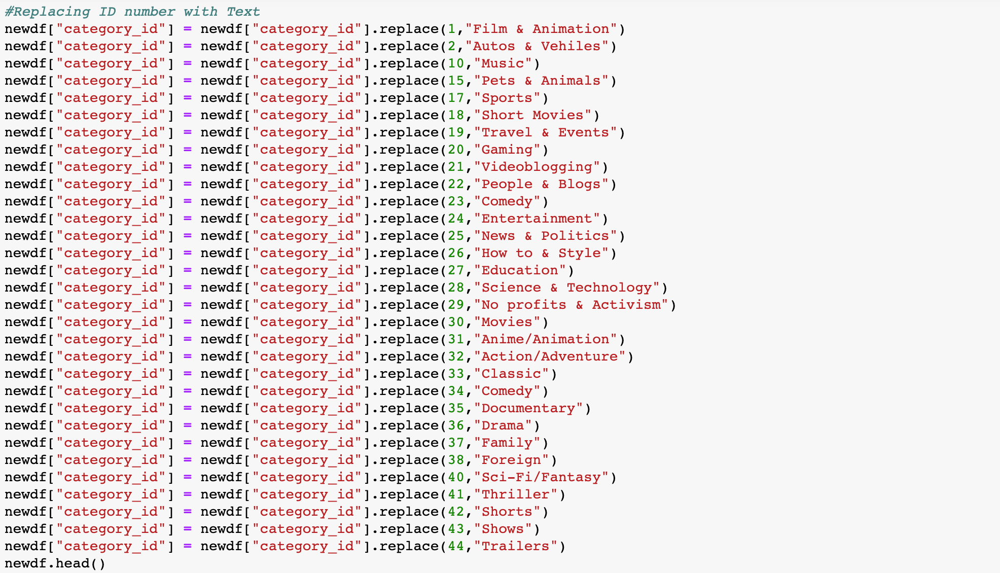 #Replacing ID number with Text
newdf["category_id"] = newdf["category_id"].replace(1,"Film & Animation")
newdf["category_id"] = newdf["category_id"].replace(2,"Autos & Vehiles")
newdf["category_id"] = newdf["category_id"].replace(10,"Music")
newdf["category_id"] = newdf["category_id"].replace(15,"Pets & Animals")
newdf["category_id"] = newdf["category_id"].replace(17,"Sports")
newdf["category_id"] = newdf["category_id"].replace(18,"Short Movies")
newdf["category_id"] = newdf["category_id"].replace(19,"Travel & Events")
newdf["category_id"] = newdf["category_id"].replace(20,"Gaming")
newdf["category_id"] = newdf["category_id"].replace(21,"Videoblogging")
newdf["category_id"] = newdf["category_id"].replace(22,"People & Blogs")
newdf["category_id"] = newdf["category_id"].replace(23,"Comedy")
newdf["category_id"] = newdf["category_id"].replace(24,"Entertainment")
newdf["category_id"] = newdf["category_id"].replace(25,"News & Politics")
newdf["category_id"] = newdf["category_id"].replace(26,"How to & Style")
newdf["category_id"] = newdf["category_id"].replace(27,"Education")
newdf["category_id"] = newdf["category_id"].replace(28,"Science & Technology")
newdf["category_id"] = newdf["category_id"].replace(29,"No profits & Activism")
newdf["category_id"] = newdf["category_id"].replace(30,"Movies")
newdf["category_id"] = newdf["category_id"].replace(31,"Anime/Animation")
newdf["category_id"] = newdf["category_id"].replace(32,"Action/Adventure")
newdf["category_id"] = newdf["category_id"].replace(33,"Classic")
newdf["category_id"] = newdf["category_id"].replace(34,"Comedy")
newdf["category_id"] = newdf["category_id"].replace(35,"Documentary")
newdf["category_id"] = newdf["category_id"].replace(36,"Drama")
newdf["category_id"] = newdf["category_id"].replace(37,"Family")
newdf["category_id"] = newdf["category_id"].replace(38,"Foreign")
newdf["category_id"] = newdf["category_id"].replace(40,"Sci-Fi/Fantasy")
newdf["category_id"] = newdf["category_id"].replace(41,"Thriller")
newdf["category_id"] = newdf["category_id"].replace(42,"Shorts")
newdf["category_id"] = newdf["category_id"].replace(43,"Shows")
newdf["category_id"] = newdf["category_id"].replace(44,"Trailers")
newdf.head()